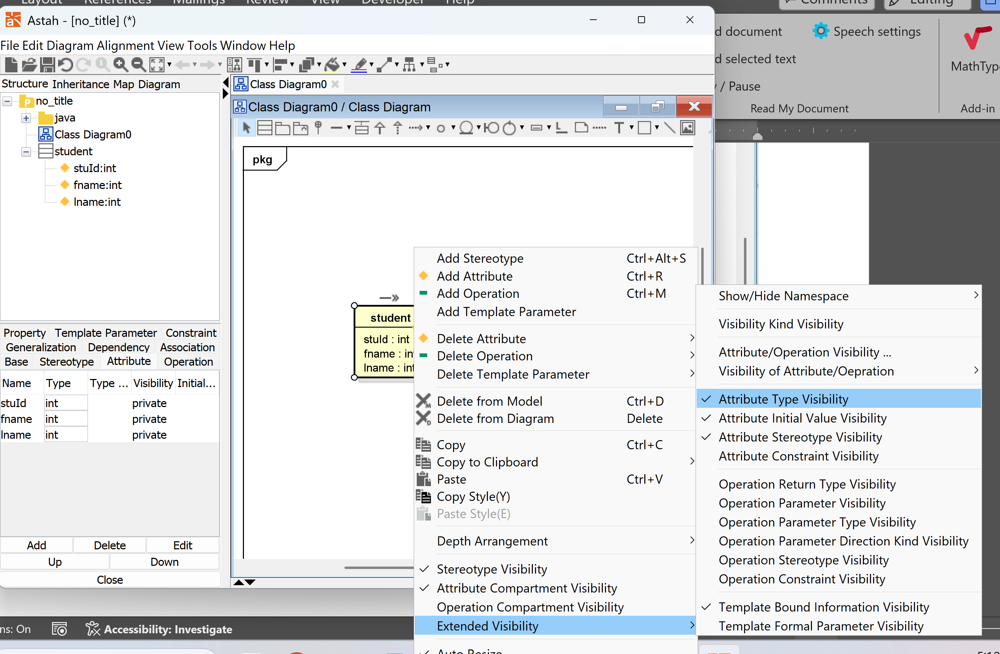 Layout References Mailings Review View Developer Help
Comments Editing
Astah - [no_title] (*)
d document Speech settings
d selected text
MathType
/ Pause
Read My Document Add-in
File Edit Diagram Alignment View Tools Window Help
Structure Inheritance Map Diagram
no_title
java
Class Diagram0
student
stuId:int
fname:int
lname:int
Property Template Parameter Constraint
Generalization Dependency Association
Base Stereotype Attribute Operation
Name Type Type ... Visibility Initial...
stuId int private
fname int private
lname int private
Add Delete Edit
Up Down
Close
Class Diagram0
Class Diagram0 / Class Diagram
pkg
student
stuId : int
fname : int
lname : int
Add Stereotype Ctrl+Alt+S
Add Attribute Ctrl+R
Add Operation Ctrl+M
Add Template Parameter
Delete Attribute
Delete Operation
Delete Template Parameter
Delete from Model Ctrl+D
Delete from Diagram Delete
Copy Ctrl+C
Copy to Clipboard
Paste Ctrl+V
Copy Style(Y)
Paste Style(E)
Depth Arrangement
Stereotype Visibility
Attribute Compartment Visibility
Operation Compartment Visibility
Extended Visibility
Auto Resize
Show/Hide Namespace
Visibility Kind Visibility
Attribute/Operation Visibility ...
Visibility of Attribute/Oepration
Attribute Type Visibility
Attribute Initial Value Visibility
Attribute Stereotype Visibility
Attribute Constraint Visibility
Operation Return Type Visibility
Operation Parameter Visibility
Operation Parameter Type Visibility
Operation Parameter Direction Kind Visibility
Operation Stereotype Visibility
Operation Constraint Visibility
Template Bound Information Visibility
Template Formal Parameter Visibility
ns: On Accessibility: Investigate